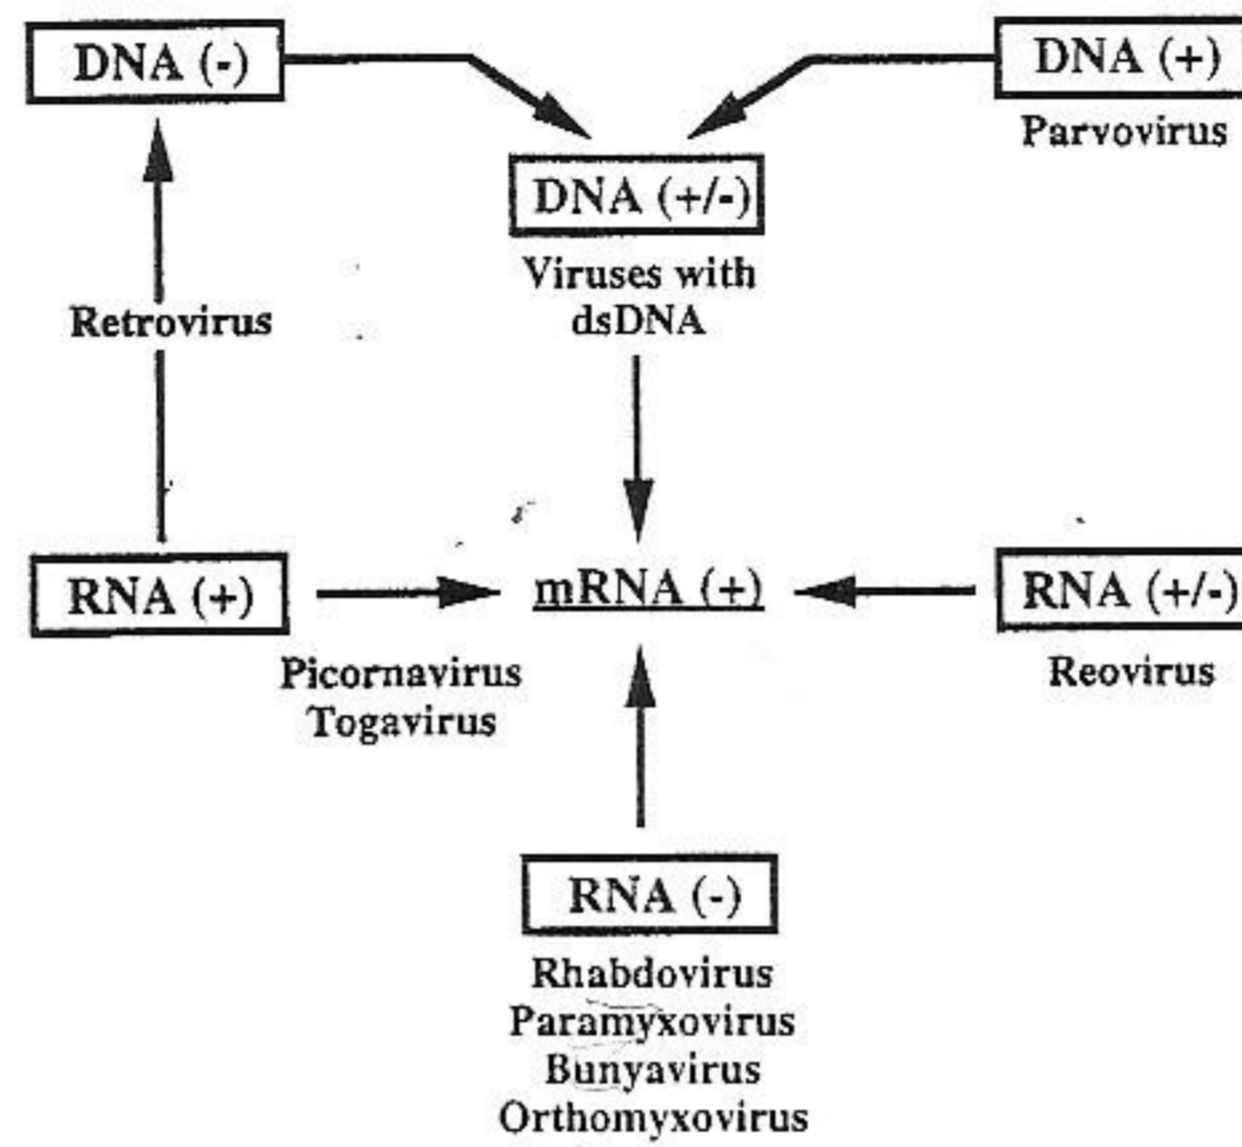 DNA (-)
DNA (+)
Parvovirus
DNA (+/-)
Viruses with
dsDNA
Retrovirus
RNA (+)
mRNA (+)
RNA (+/-)
Picornavirus
Togavirus
Reovirus
RNA (-)
Rhabdovirus
Paramyxovirus
Bunyavirus
Orthomyxovirus